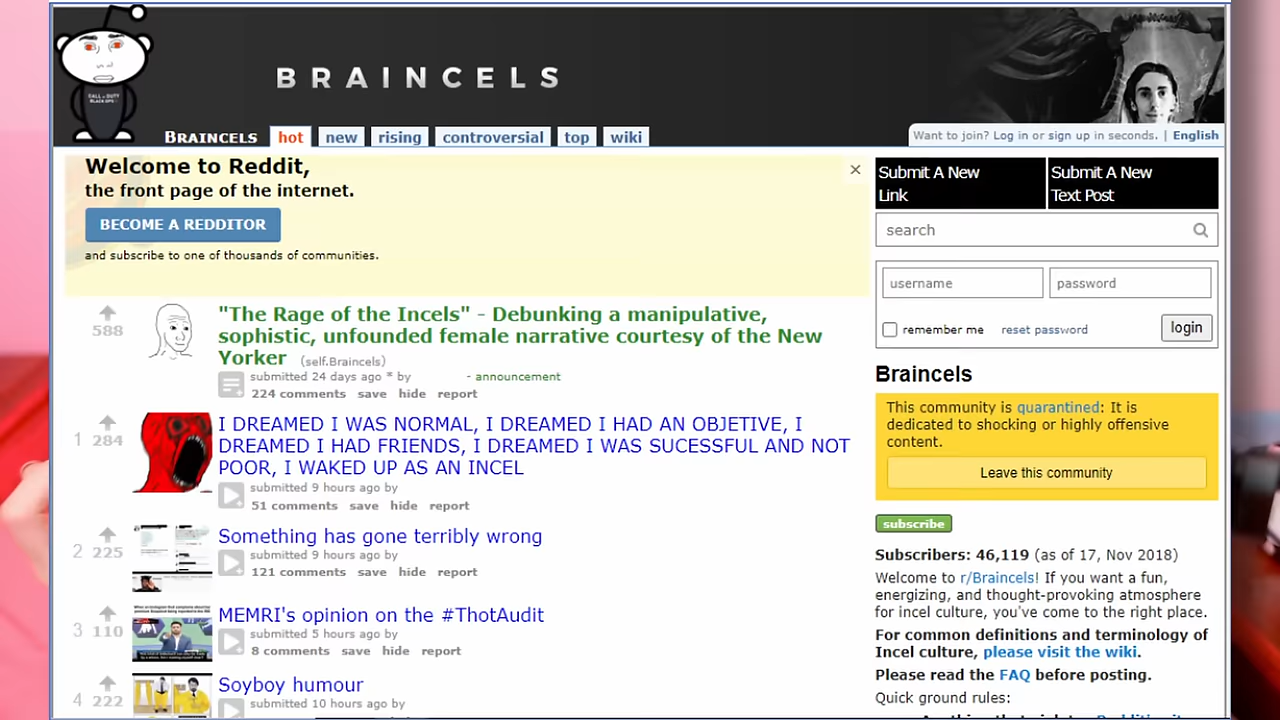 BRAINCELS
BRAINCELS hot new rising controversial top wiki
Want to join? Log in or sign up in seconds. | English
Welcome to Reddit,
the front page of the internet.
BECOME A REDDITOR
and subscribe to one of thousands of communities.
588
"The Rage of the Incels" - Debunking a manipulative,
sophistic, unfounded female narrative courtesy of the New
Yorker (self.Braincels)
submitted 24 days ago * by - announcement
224 comments save hide report
1 284
I DREAMED I WAS NORMAL, I DREAMED I HAD AN OBJETIVE, I
DREAMED I HAD FRIENDS, I DREAMED I WAS SUCESSFUL AND NOT
POOR, I WAKED UP AS AN INCEL
submitted 9 hours ago by
51 comments save hide report
2 225
Something has gone terribly wrong
submitted 9 hours ago by
121 comments save hide report
3 110
MEMRI's opinion on the #ThotAudit
submitted 5 hours ago by
8 comments save hide report
4 222
Soyboy humour
submitted 10 hours ago by
Submit A New
Link
Submit A New
Text Post
search
username password
remember me reset password login
Braincels
This community is quarantined: It is
dedicated to shocking or highly offensive
content.
Leave this community
subscribe
Subscribers: 46,119 (as of 17, Nov 2018)
Welcome to r/Braincels! If you want a fun,
energizing, and thought-provoking atmosphere
for incel culture, you've come to the right place.
For common definitions and terminology of
Incel culture, please visit the wiki.
Please read the FAQ before posting.
Quick ground rules: